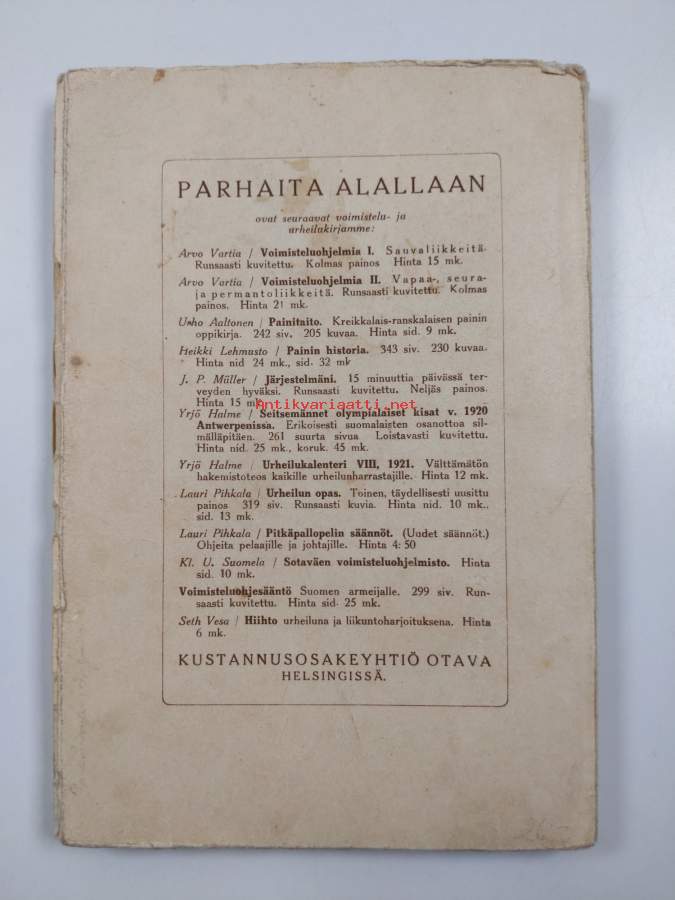 PARHAITA ALALLAAN
ovat seuraavat voimistelu- ja
urheilukirjamme:
Arvo Vartia / Voimisteluohjelmia I. Sauvaliikkeitä.
Runsaasti kuvitettu. Kolmas painos Hinta 15 mk.
Arvo Vartia / Voimisteluohjelmia II. Vapaa-, seura-
ja permantoliikkeitä. Runsaasti kuvitettu. Kolmas
painos. Hinta 21 mk.
Urho Aaltonen / Painitaito. Kreikkalais-ranskalaisen painin
oppikirja. 242 siv. 205 kuvaa. Hinta sid. 9 mk.
Heikki Lehmusto / Painin historia. 343 siv. 230 kuvaa.
Hinta nid 24 mk., sid. 32 mk
J. P. Müller / Järjestelmäni. 15 minuuttia päivässä ter-
veyden hyväksi. Runsaasti kuvitettu. Neljäs painos.
Hinta 15 mk.
Antikvariaatti.net
Yrjö Halme / Seitsemännet olympialaiset kisat v. 1920
Antwerpenissa. Erikoisesti suomalaisten osanottoa sil-
mälläpitäen. 261 suurta sivua Loistavasti kuvitettu.
Hinta nid. 25 mk., koruk. 45 mk.
Yrjö Halme / Urheilukalenteri VIII, 1921. Välttämätön
hakemistoteos kaikille urheilunharrastajille. Hinta 12 mk.
Lauri Pihkala / Urheilun opas. Toinen, täydellisesti uusittu
painos 319 siv. Runsaasti kuvia. Hinta nid. 10 mk..
sid. 13 mk.
Lauri Pihkala / Pitkäpallopelin säännöt. (Uudet säännöt.)
Ohjeita pelaajille ja johtajille. Hinta 4:50
Kl. U. Suomela / Sotaväen voimisteluohjelmisto. Hinta
sid. 10 mk.
Voimisteluohjesääntö Suomen armeijalle. 299 siv. Run-
saasti kuvitettu. Hinta sid. 25 mk.
Seth Vesa / Hiihto urheiluna ja liikuntoharjoituksena. Hinta
6 mk.
KUSTANNUSOSAKEYHTIÖ OTAVA
HELSINGISSÄ.